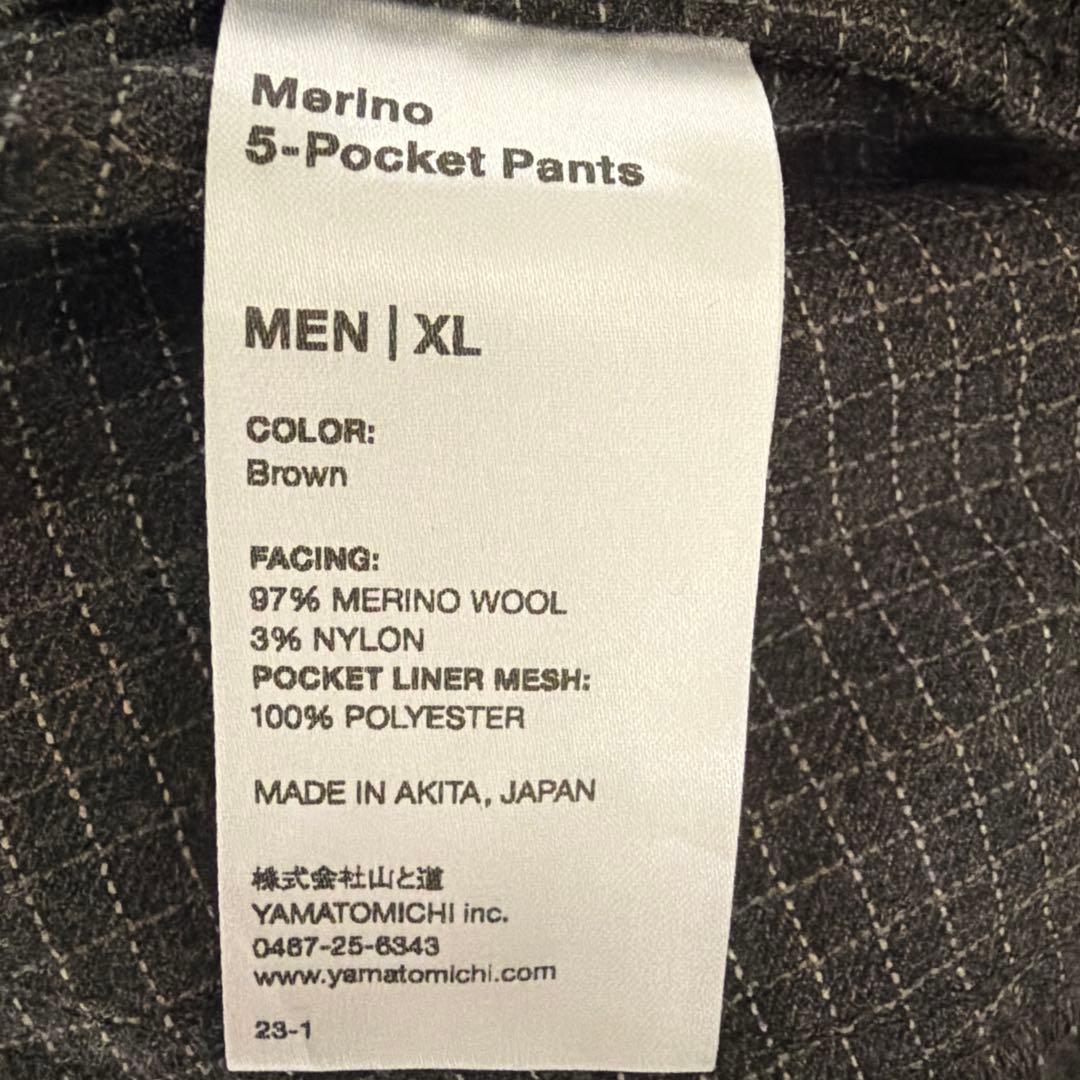 Merino
5-Pocket Pants
MEN | XL
COLOR:
Brown
FACING:
97% MERINO WOOL
3% NYLON
POCKET LINER MESH:
100% POLYESTER
MADE IN AKITA, JAPAN
株式会社山と道
YAMATOMICHI inc.
0467-25-6343
www.yamatomichi.com
23-1